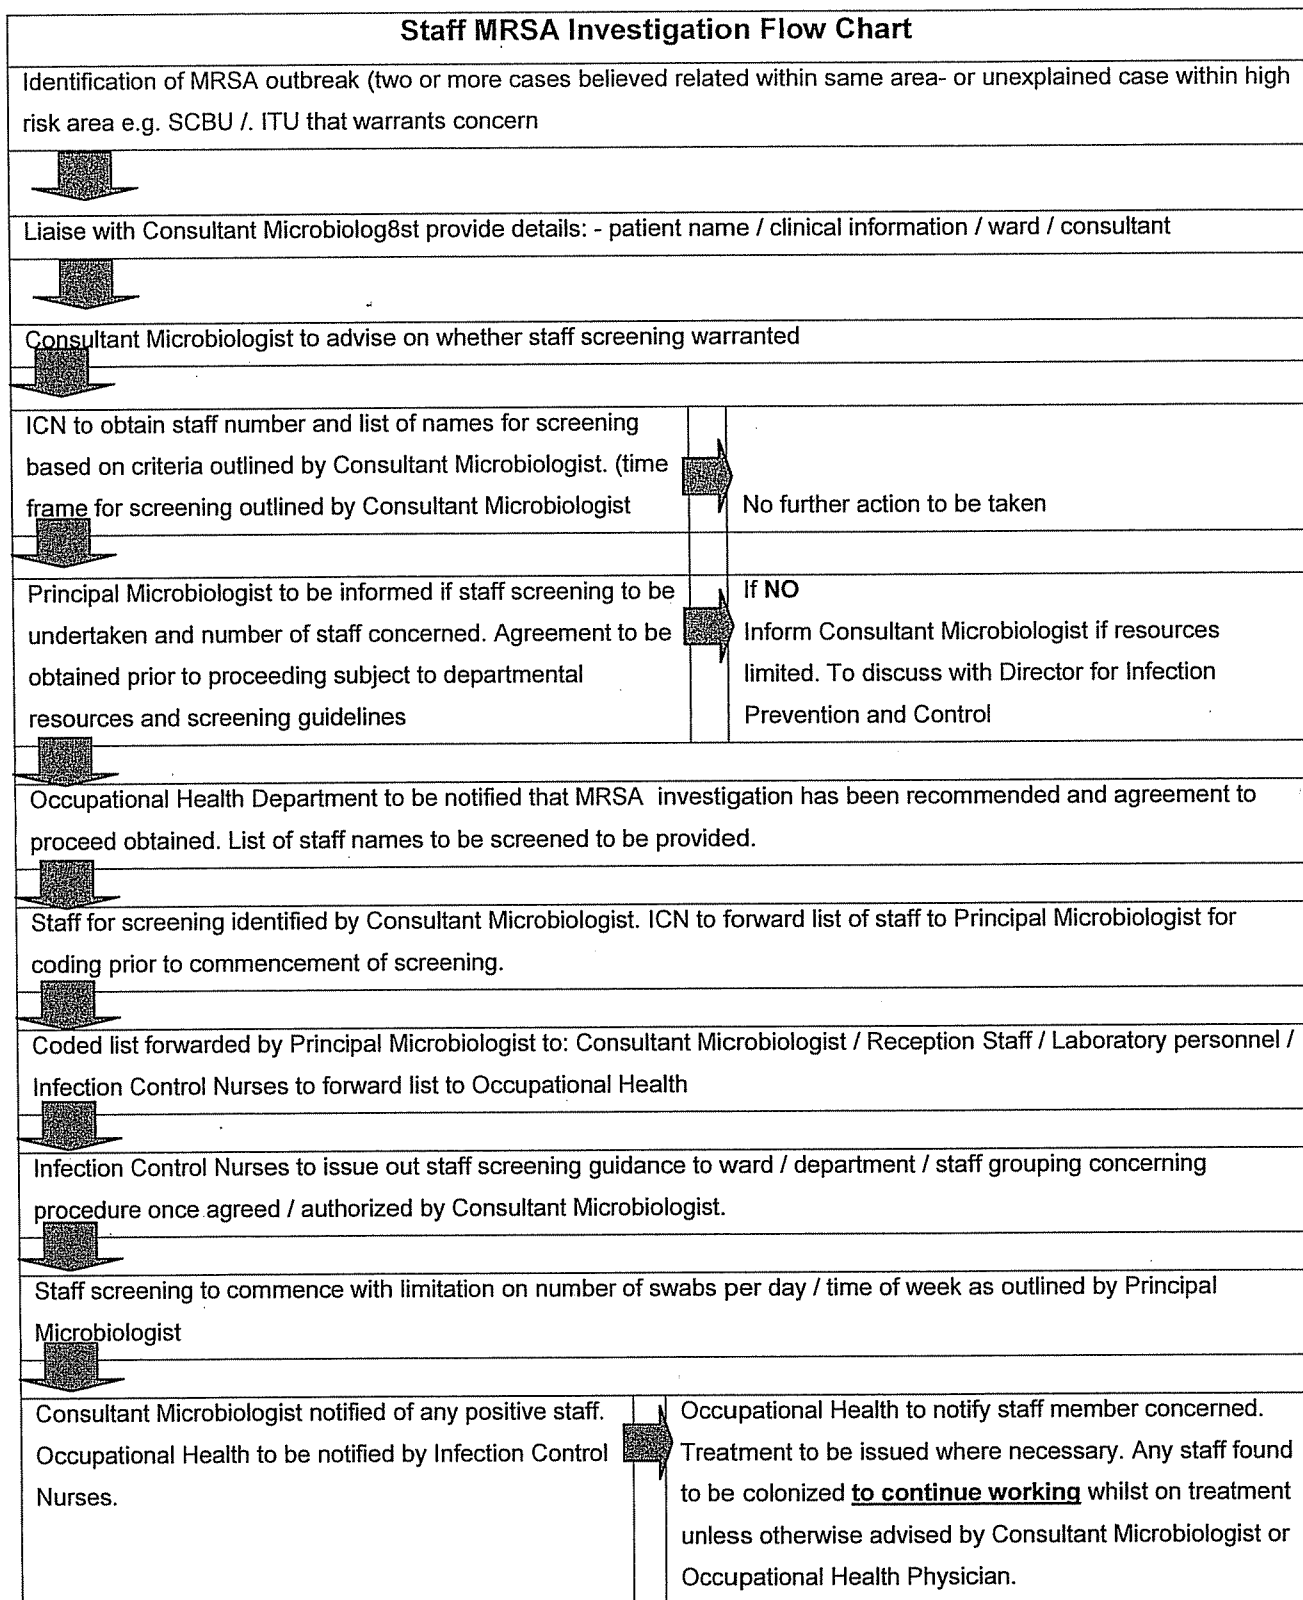 Staff MRSA Investigation Flow Chart
Identification of MRSA outbreak (two or more cases believed related within same area- or unexplained case within high
risk area e.g. SCBU /. ITU that warrants concern
Liaise with Consultant Microbiolog8st provide details: - patient name / clinical information / ward / consultant
Consultant Microbiologist to advise on whether staff screening warranted
ICN to obtain staff number and list of names for screening
based on criteria outlined by Consultant Microbiologist. (time
frame for screening outlined by Consultant Microbiologist
No further action to be taken
Principal Microbiologist to be informed if staff screening to be
undertaken and number of staff concerned. Agreement to be
obtained prior to proceeding subject to departmental
resources and screening guidelines
If NO
Inform Consultant Microbiologist if resources
limited. To discuss with Director for Infection
Prevention and Control
Occupational Health Department to be notified that MRSA investigation has been recommended and agreement to
proceed obtained. List of staff names to be screened to be provided.
Staff for screening identified by Consultant Microbiologist. ICN to forward list of staff to Principal Microbiologist for
coding prior to commencement of screening.
Coded list forwarded by Principal Microbiologist to: Consultant Microbiologist / Reception Staff / Laboratory personnel /
Infection Control Nurses to forward list to Occupational Health
Infection Control Nurses to issue out staff screening guidance to ward / department / staff grouping concerning
procedure once agreed / authorized by Consultant Microbiologist.
Staff screening to commence with limitation on number of swabs per day / time of week as outlined by Principal
Microbiologist
Consultant Microbiologist notified of any positive staff.
Occupational Health to be notified by Infection Control
Nurses.
Occupational Health to notify staff member concerned.
Treatment to be issued where necessary. Any staff found
to be colonized to continue working whilst on treatment
unless otherwise advised by Consultant Microbiologist or
Occupational Health Physician.